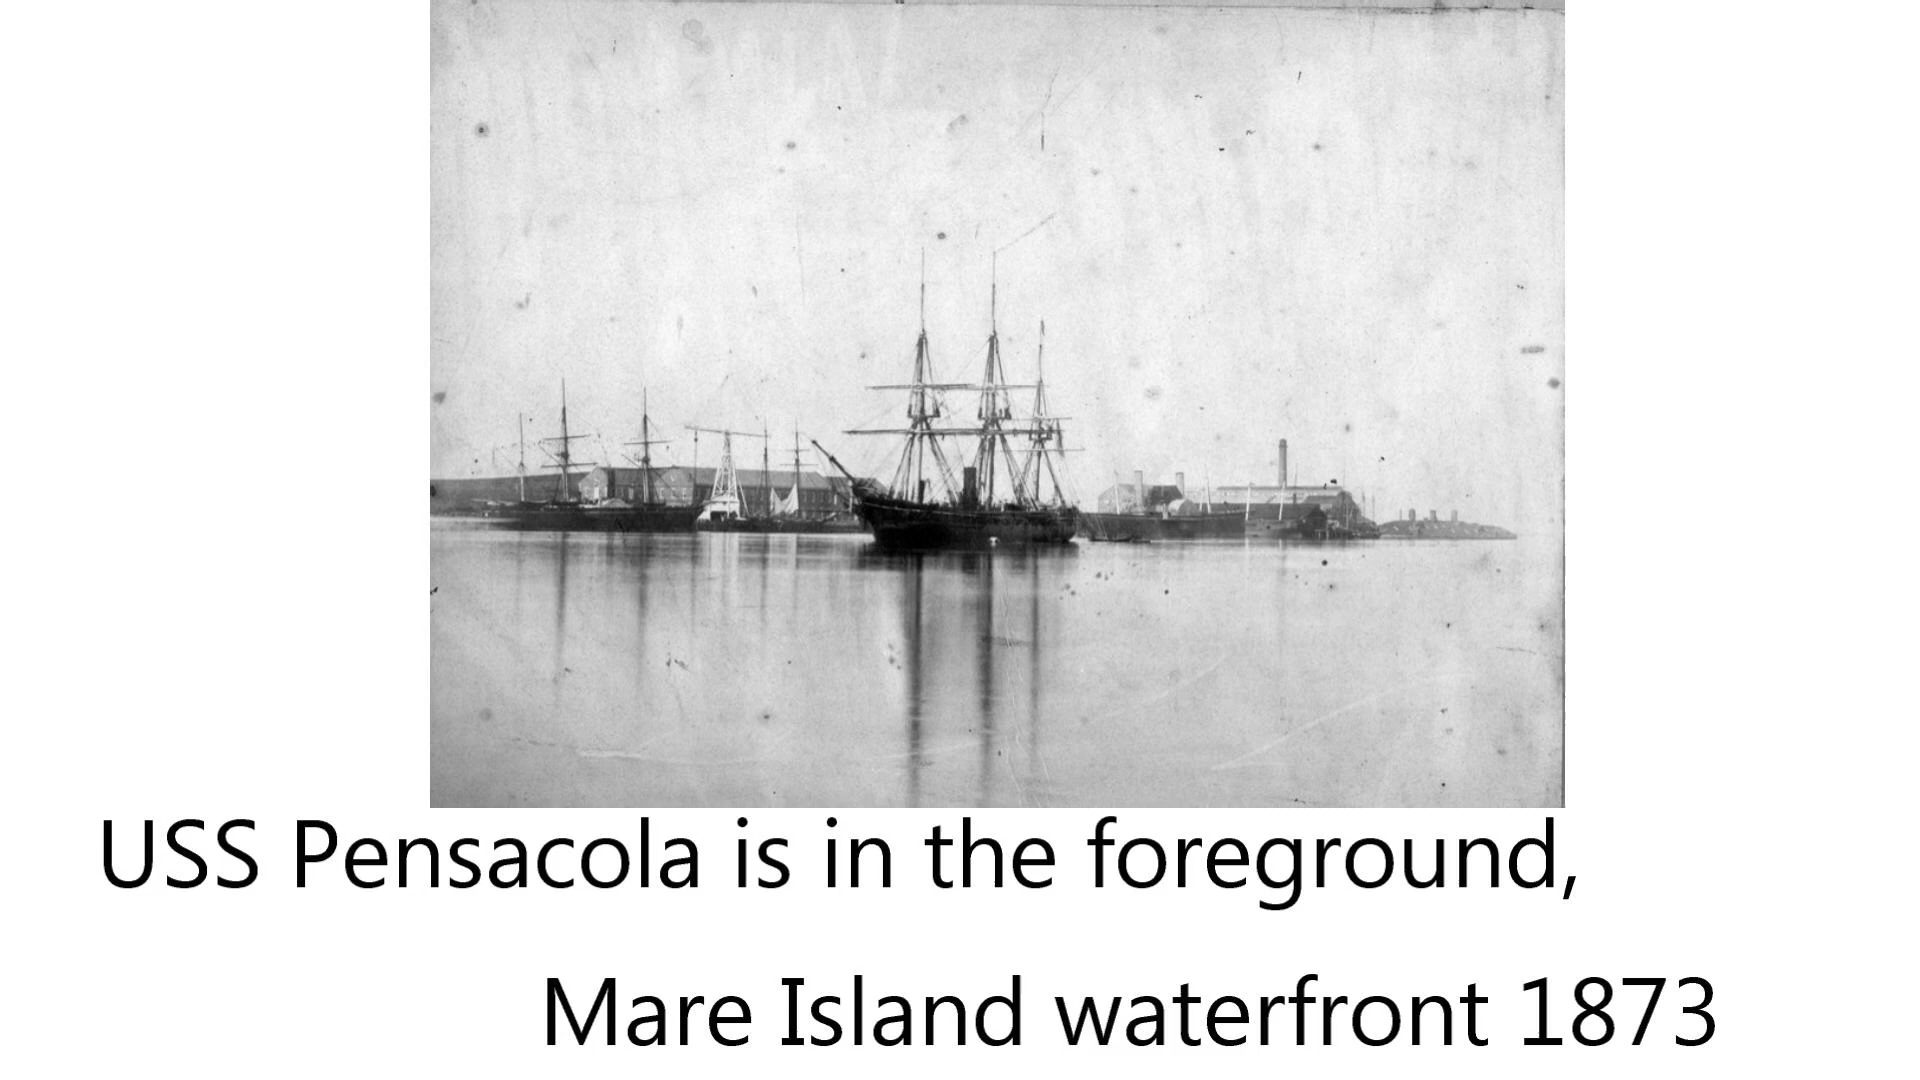 USS Pensacola is in the foreground,
Mare Island waterfront 1873